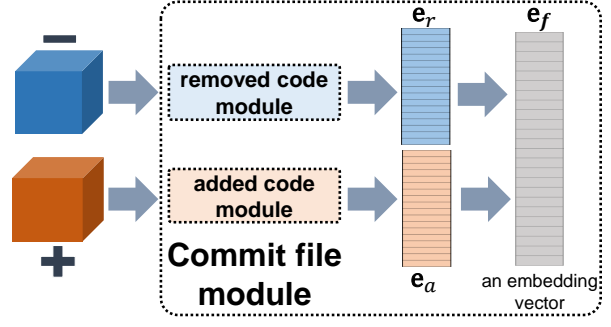 −
e_r
e_f
removed code
module
added code
module
+
Commit file
module
e_a
an embedding
vector